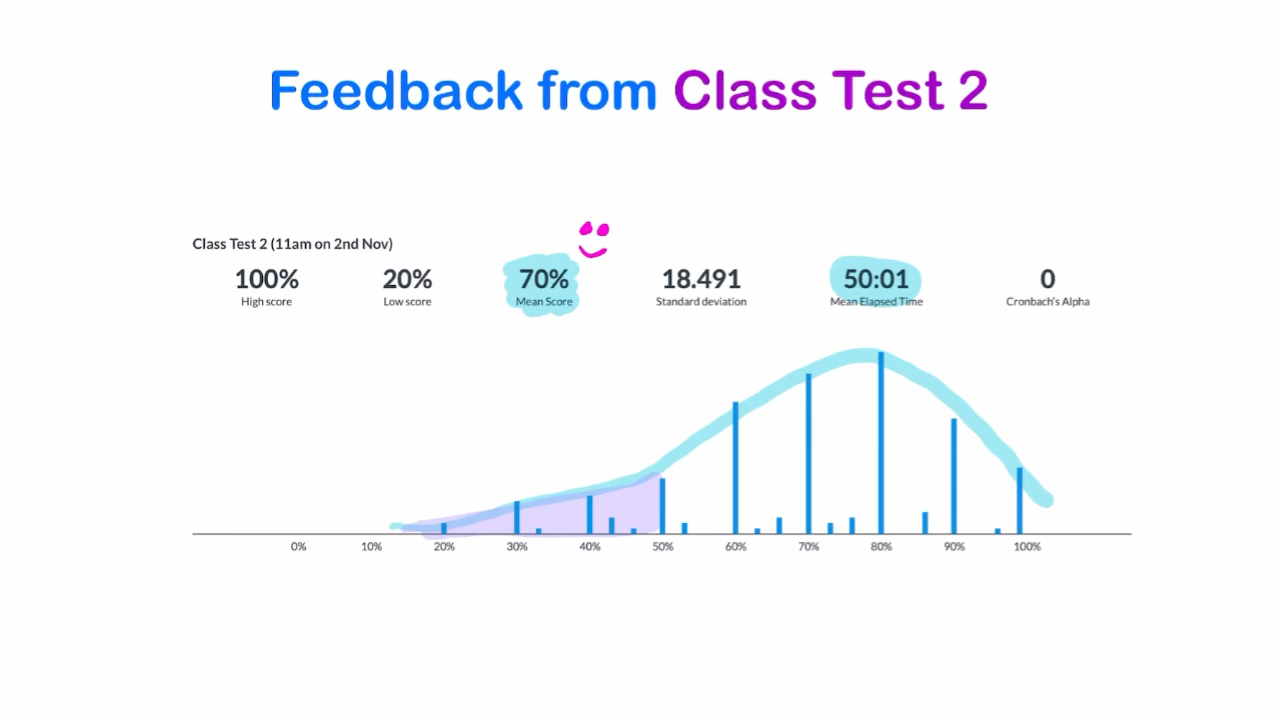 Feedback from Class Test 2
Class Test 2 (11am on 2nd Nov)
100% 20% 70% 18.491 50:01 0
High score Low score Mean Score Standard deviation Mean Elapsed Time Cronbach's Alpha
0% 10% 20% 30% 40% 50% 60% 70% 80% 90% 100%